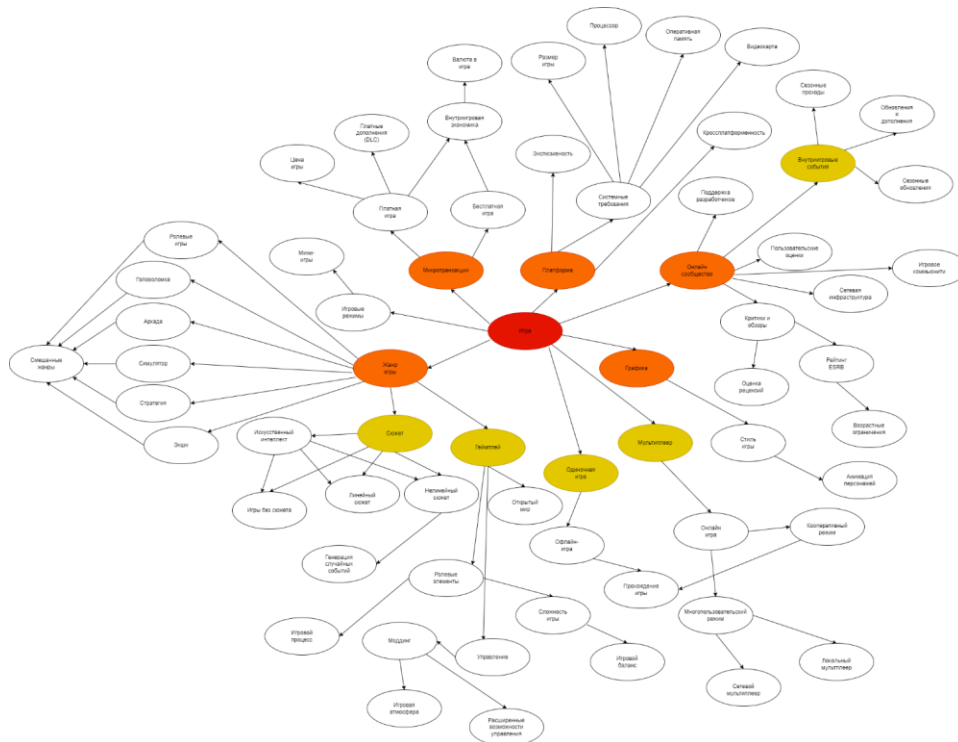 Процессор
Оперативная
память
Видеокарта
Размер
игры
Валюта в
игре
Сезонные
проходы
Обновления
и
дополнения
Платные
дополнения
(DLC)
Внутриигровая
экономика
Кроссплатформенность
Цена
игры
Внутриигровые
события
Сезонные
обновления
Поддержка
разработчиков
Платная
игра
Бесплатная
игра
Системные
требования
Ролевые
игры
Мини-
игры
Микротранзакции
Платформа
Онлайн
сообщество
Пользовательские
оценки
Игровое
комьюнити
Головоломка
Сетевая
инфраструктура
Игровые
режимы
Игра
Критики и
обзоры
Аркада
Смешанные
жанры
Симулятор
Жанр
игры
Графика
Рейтинг
ESRB
Оценка
рецензий
Стратегия
Возрастные
ограничения
Экшн
Искусственный
интеллект
Сюжет
Геймплей
Мультиплеер
Стиль
игры
Одиночная
игра
Анимация
персонажей
Игры без сюжета
Линейный
сюжет
Нелинейный
сюжет
Открытый
мир
Онлайн
игра
Кооперативный
режим
Генерация
случайных
событий
Офлайн-
игра
Ролевые
элементы
Прохождение
игры
Сложность
игры
Многопользовательский
режим
Игровой
процесс
Моддинг
Управление
Игровой
баланс
Локальный
мультплеер
Сетевой
мультиплеер
Игровая
атмосфера
Расширенные
возможности
управления